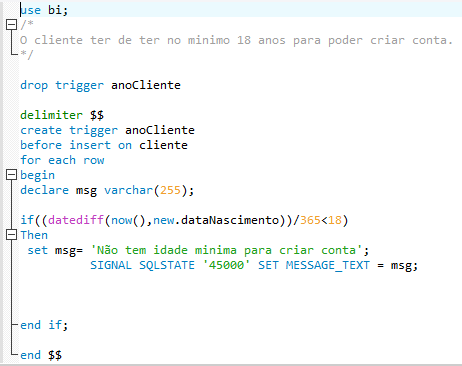 use bi;
/*
O cliente ter de ter no minimo 18 anos para poder criar conta.
*/
drop trigger anoCliente
delimiter $$
create trigger anoCliente
before insert on cliente
for each row
begin
declare msg varchar(255);
if((datediff(now(),new.dataNascimento))/365<18)
Then
set msg= 'Não tem idade minima para criar conta';
SIGNAL SQLSTATE '45000' SET MESSAGE_TEXT = msg;
end if;
end $$